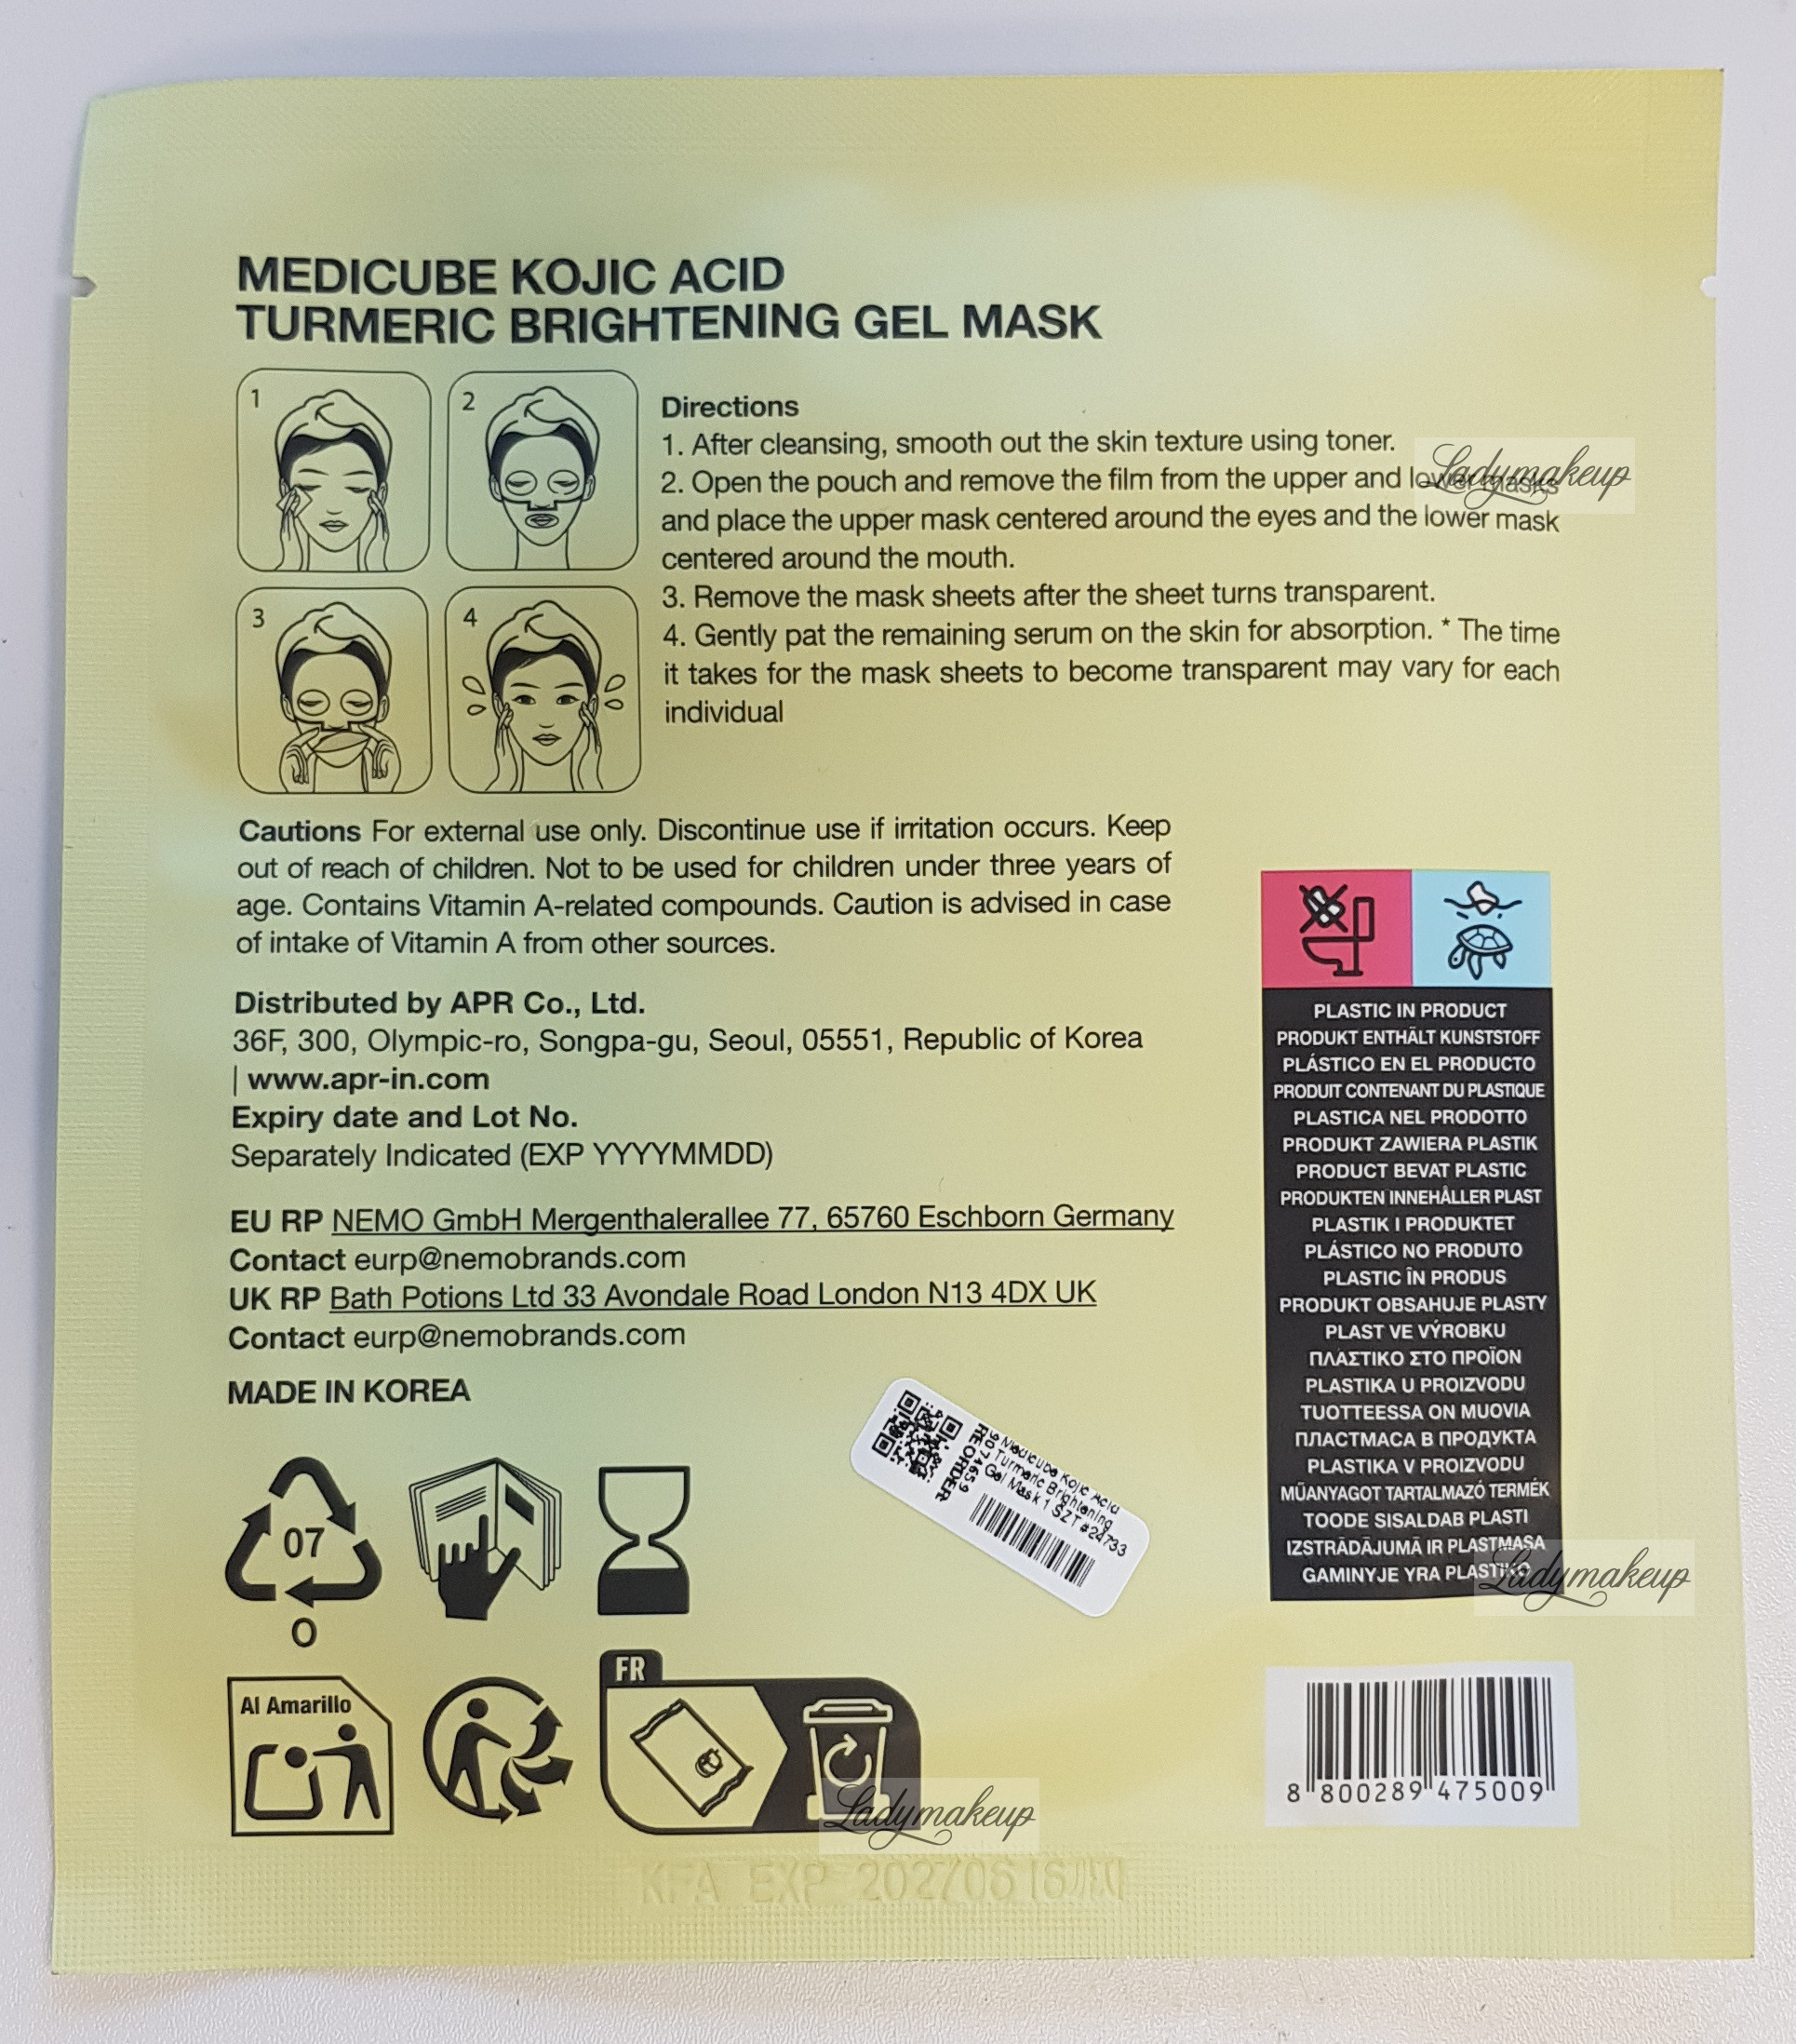 MEDICUBE KOJIC ACID
TURMERIC BRIGHTENING GEL MASK
1
2
3
4
Directions
1. After cleansing, smooth out the skin texture using toner.
2. Open the pouch and remove the film from the upper and lower masks
and place the upper mask centered around the eyes and the lower mask
centered around the mouth.
3. Remove the mask sheets after the sheet turns transparent.
4. Gently pat the remaining serum on the skin for absorption. * The time
it takes for the mask sheets to become transparent may vary for each
individual
Ladymakeup
Cautions For external use only. Discontinue use if irritation occurs. Keep
out of reach of children. Not to be used for children under three years of
age. Contains Vitamin A-related compounds. Caution is advised in case
of intake of Vitamin A from other sources.
Distributed by APR Co., Ltd.
36F, 300, Olympic-ro, Songpa-gu, Seoul, 05551, Republic of Korea
| www.apr-in.com
Expiry date and Lot No.
Separately Indicated (EXP YYYYMMDD)
EU RP NEMO GmbH Mergenthalerallee 77, 65760 Eschborn Germany
Contact eurp@nemobrands.com
UK RP Bath Potions Ltd 33 Avondale Road London N13 4DX UK
Contact eurp@nemobrands.com
MADE IN KOREA
PLASTIC IN PRODUCT
PRODUKT ENTHÄLT KUNSTSTOFF
PLÁSTICO EN EL PRODUCTO
PRODUIT CONTENANT DU PLASTIQUE
PLASTICA NEL PRODOTTO
PRODUKT ZAWIERA PLASTIK
PRODUCT BEVAT PLASTIC
PRODUKTEN INNEHÅLLER PLAST
PLASTIK I PRODUKTET
PLÁSTICO NO PRODUTO
PLASTIC ÎN PRODUS
PRODUKT OBSAHUJE PLASTY
PLAST VE VÝROBKU
ΠΛΑΣΤΙΚΟ ΣΤΟ ΠΡΟΪΟΝ
PLASTIKA U PROIZVODU
TUOTTEESSA ON MUOVIA
ПЛАСТМАСА В ПРОДУКТА
PLASTIKA V PROIZVODU
MŰANYAGOT TARTALMAZÓ TERMÉK
TOODE SISALDAB PLASTI
IZSTRĀDĀJUMĀ IR PLASTMASA
GAMINYJE YRA PLASTIKO
Ladymakeup
Medicube Kojic Acid
Turmeric Brightening
Gel Mask 1 SZT #24733
9074659
REORDER
07
O
Al Amarillo
FR
Ladymakeup
8 800289 475009
KFA EXP 20270616